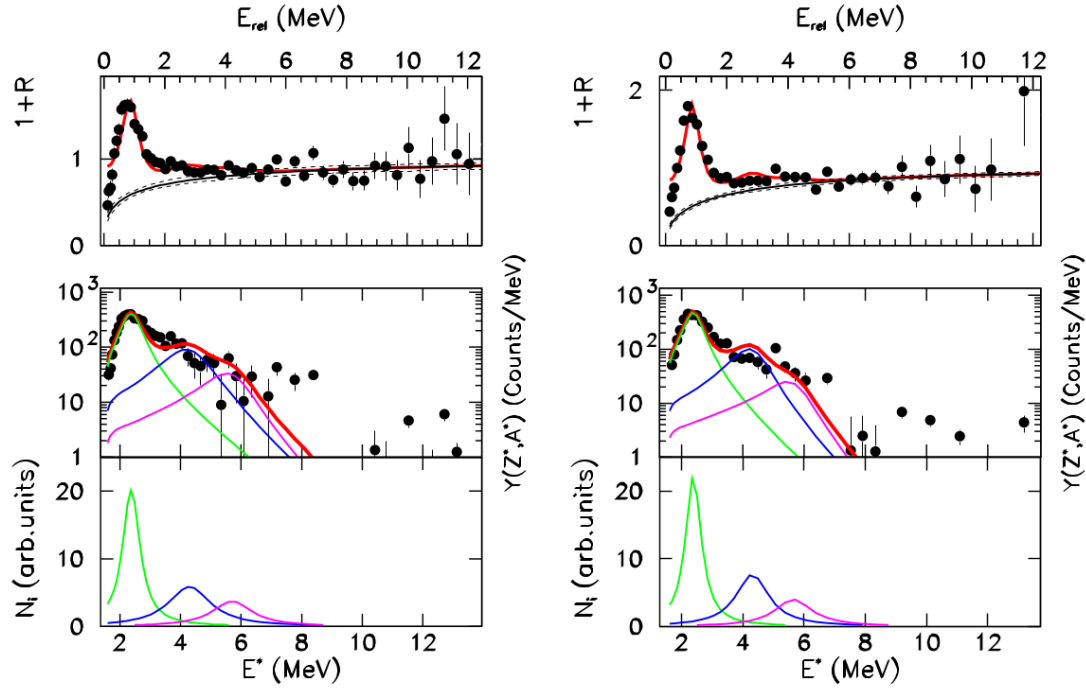 E_rel (MeV)
0 2 4 6 8 10 12
1+R
1
0
10^3
10^2
10
1
Y(Z*,A*) (Counts/MeV)
N_i (arb.units)
20
10
0
2 4 6 8 10 12
E* (MeV)
E_rel (MeV)
0 2 4 6 8 10 12
1+R
2
0
10^3
10^2
10
1
Y(Z*,A*) (Counts/MeV)
N_i (arb.units)
20
10
0
2 4 6 8 10 12
E* (MeV)